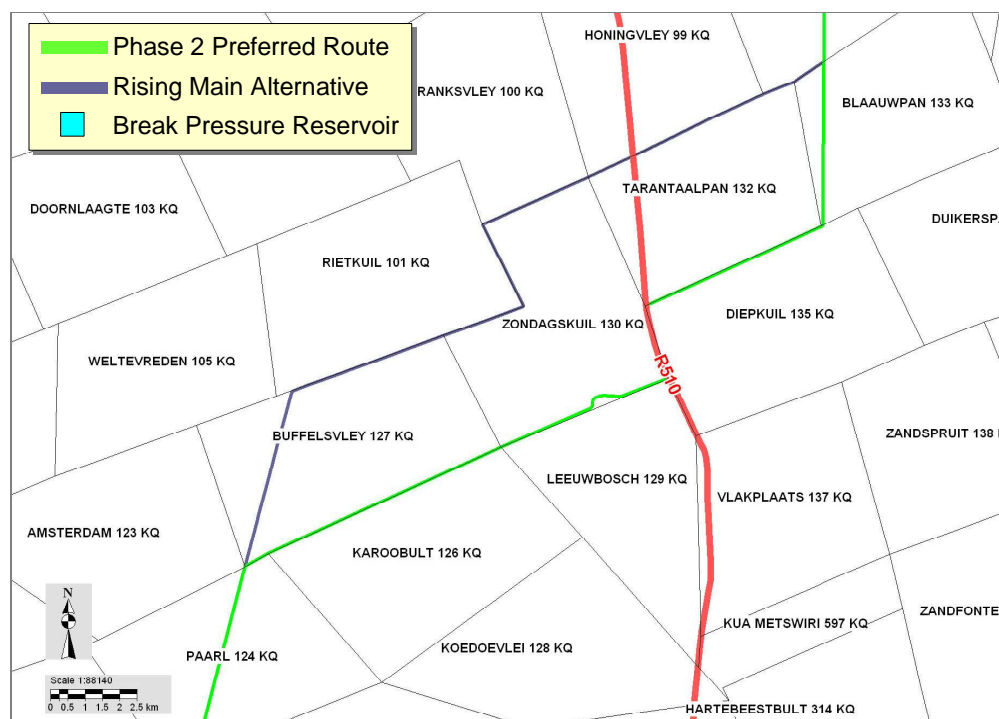 Phase 2 Preferred Route
Rising Main Alternative
Break Pressure Reservoir
HONINGVLEY 99 KQ
RANKSVLEY 100 KQ
BLAAUWPAN 133 KQ
TARANTAALPAN 132 KQ
DOORNLAAGTE 103 KQ
DUIKERSPA
RIETKUIL 101 KQ
DIEPKUIL 135 KQ
ZONDAGSKUIL 130 KQ
WELTEVREDEN 105 KQ
R510
BUFFELSVLEY 127 KQ
ZANDSPRUIT 138
LEEUWBOSCH 129 KQ
VLAKPLAATS 137 KQ
AMSTERDAM 123 KQ
KAROOBULT 126 KQ
N
ZANDFONTE
KUA METSWIRI 597 KQ
KOEDOEVLEI 128 KQ
PAARL 124 KQ
Scale 1:88140
0 0.5 1 1.5 2 2.5 km
HARTEBEESTBULT 314 KQ